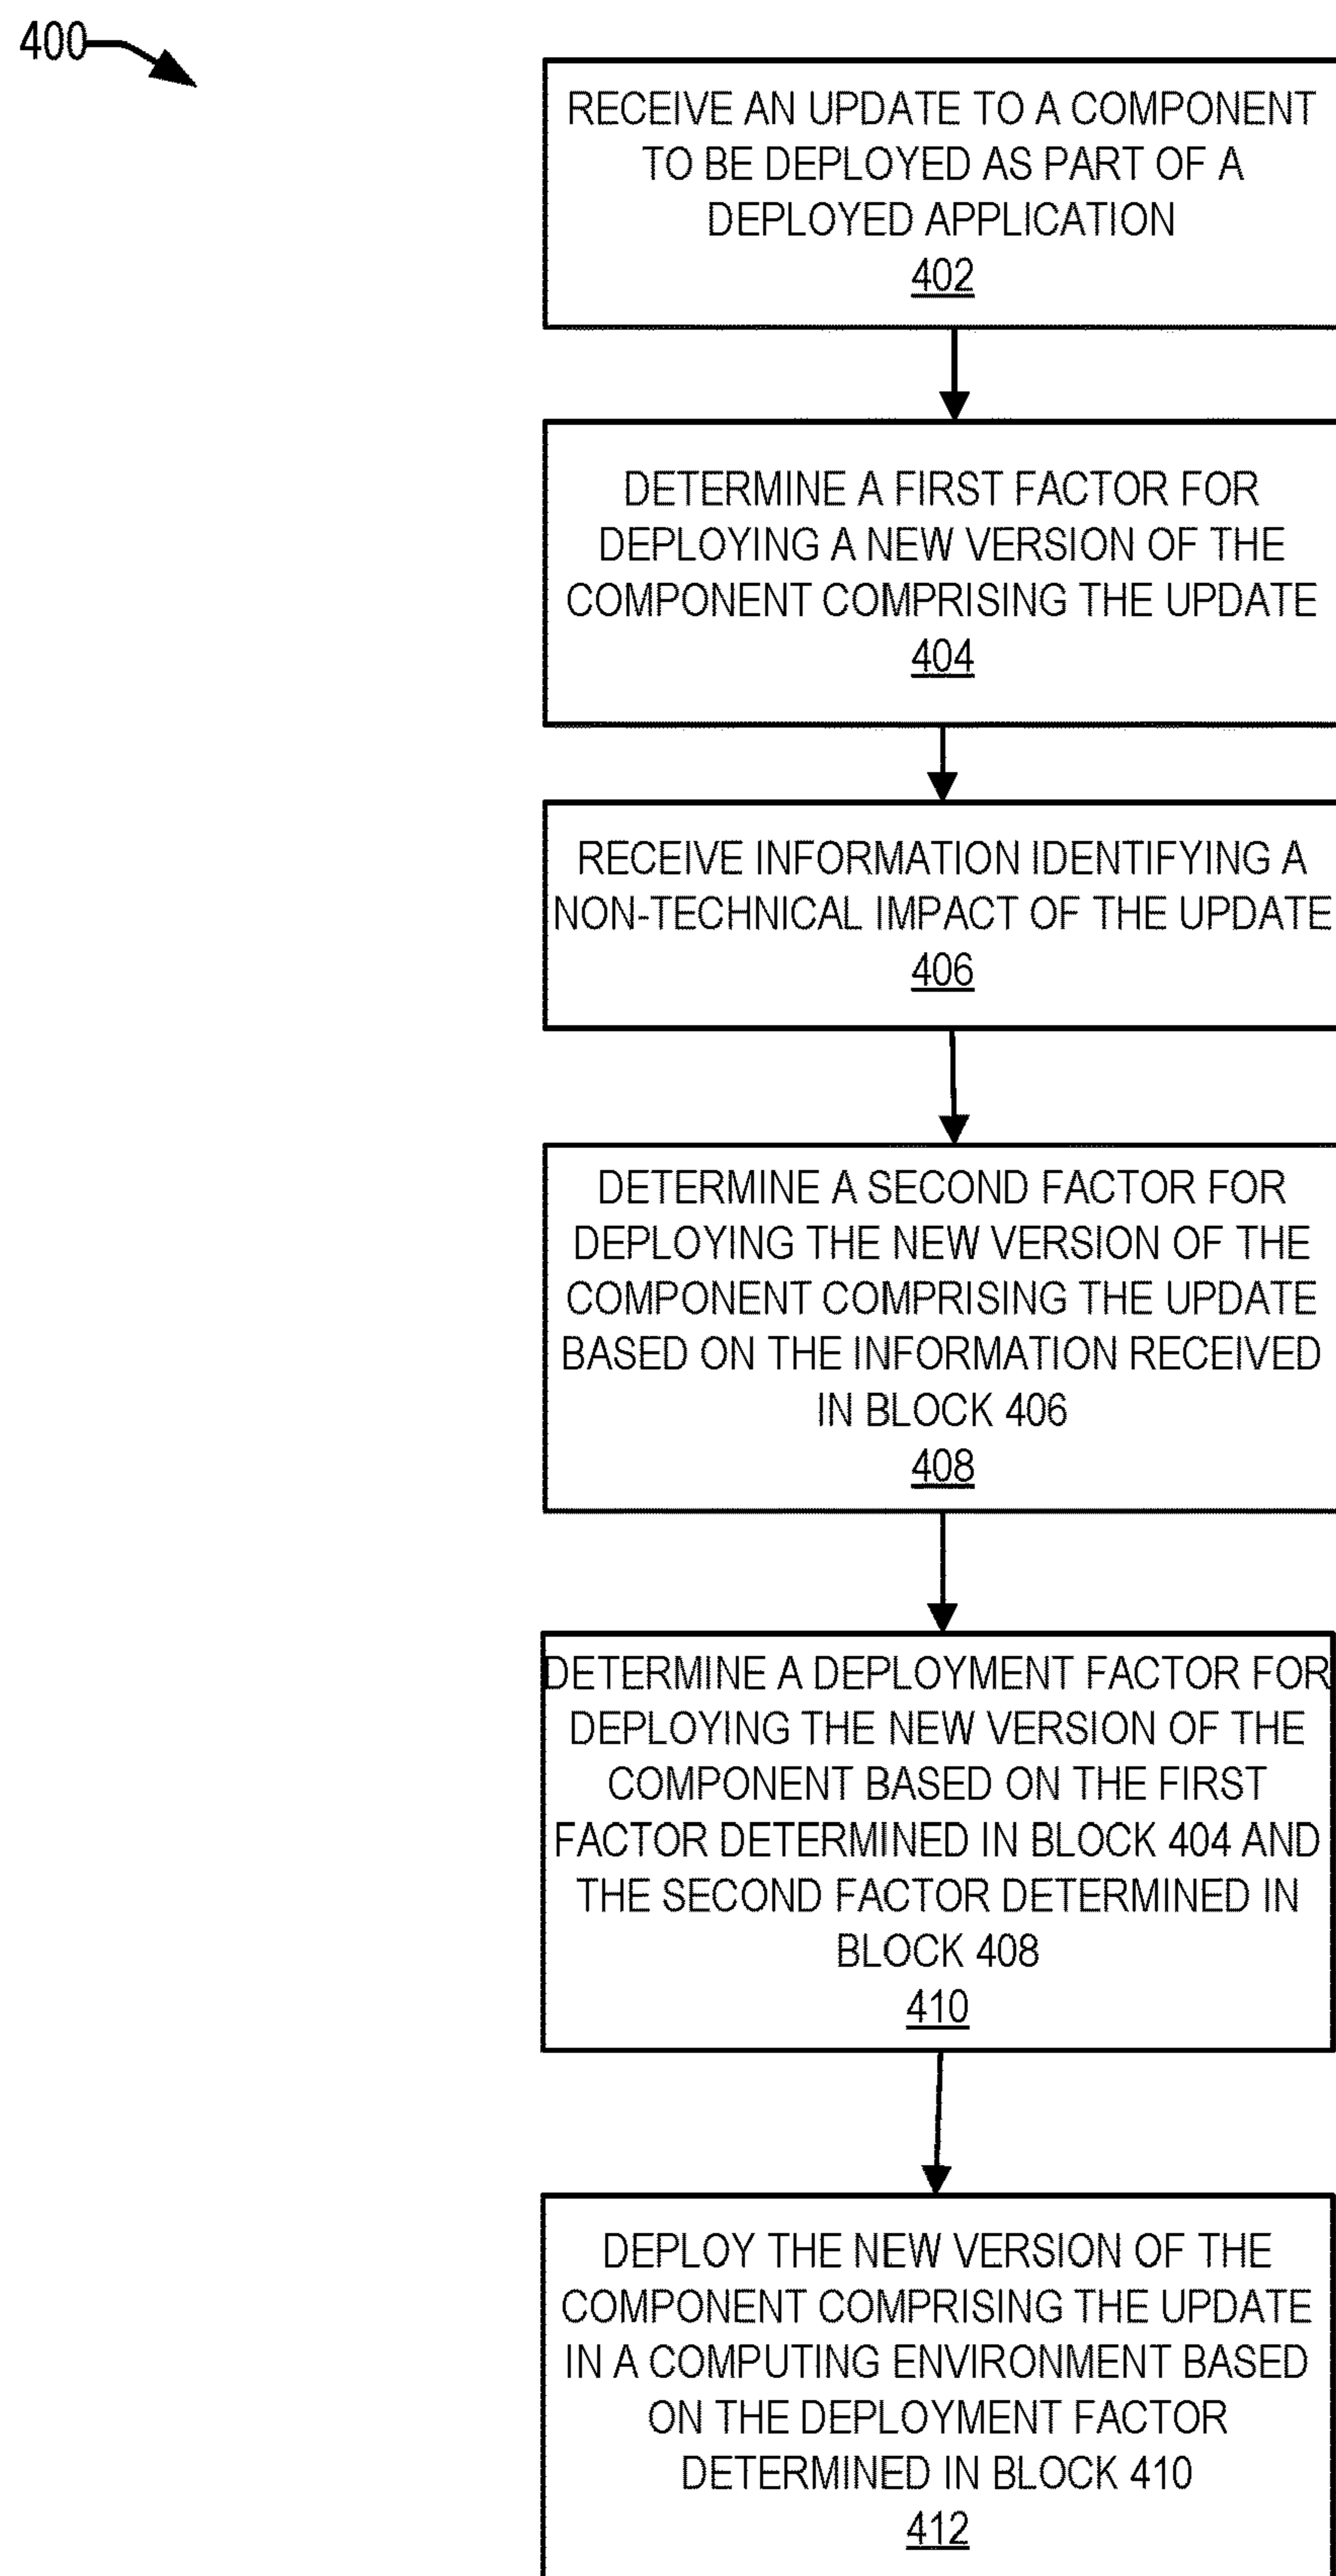 400
RECEIVE AN UPDATE TO A COMPONENT
TO BE DEPLOYED AS PART OF A
DEPLOYED APPLICATION
402
DETERMINE A FIRST FACTOR FOR
DEPLOYING A NEW VERSION OF THE
COMPONENT COMPRISING THE UPDATE
404
RECEIVE INFORMATION IDENTIFYING A
NON-TECHNICAL IMPACT OF THE UPDATE
406
DETERMINE A SECOND FACTOR FOR
DEPLOYING THE NEW VERSION OF THE
COMPONENT COMPRISING THE UPDATE
BASED ON THE INFORMATION RECEIVED
IN BLOCK 406
408
DETERMINE A DEPLOYMENT FACTOR FOR
DEPLOYING THE NEW VERSION OF THE
COMPONENT BASED ON THE FIRST
FACTOR DETERMINED IN BLOCK 404 AND
THE SECOND FACTOR DETERMINED IN
BLOCK 408
410
DEPLOY THE NEW VERSION OF THE
COMPONENT COMPRISING THE UPDATE
IN A COMPUTING ENVIRONMENT BASED
ON THE DEPLOYMENT FACTOR
DETERMINED IN BLOCK 410
412